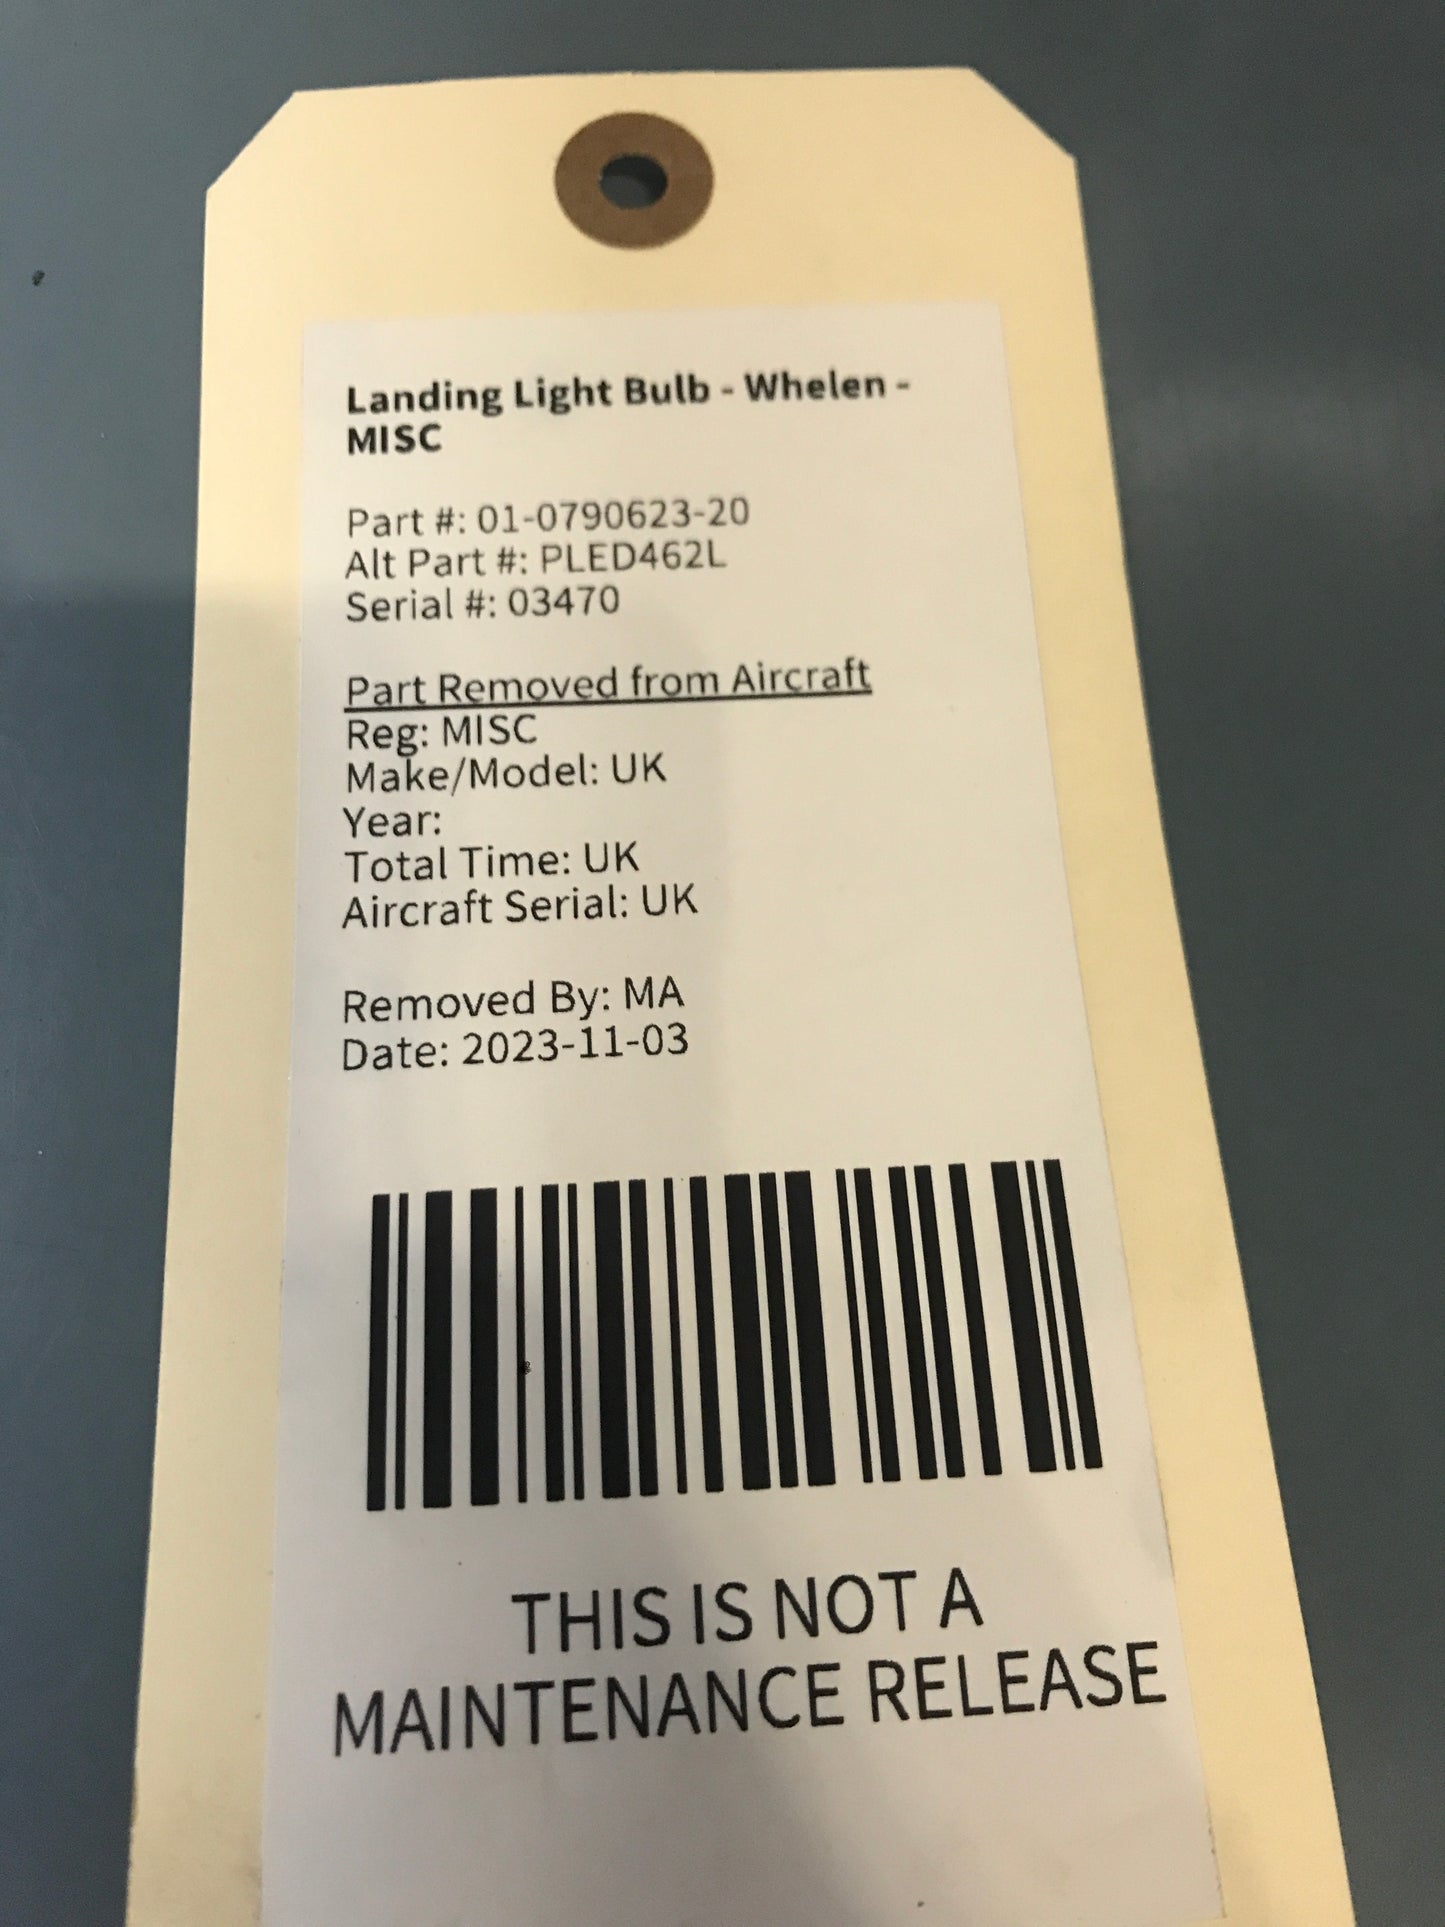 Landing Light Bulb - Whelen -
MISC
Part #: 01-0790623-20
Alt Part #: PLED462L
Serial #: 03470
Part Removed from Aircraft
Reg: MISC
Make/Model: UK
Year:
Total Time: UK
Aircraft Serial: UK
Removed By: MA
Date: 2023-11-03
THIS IS NOT A
MAINTENANCE RELEASE